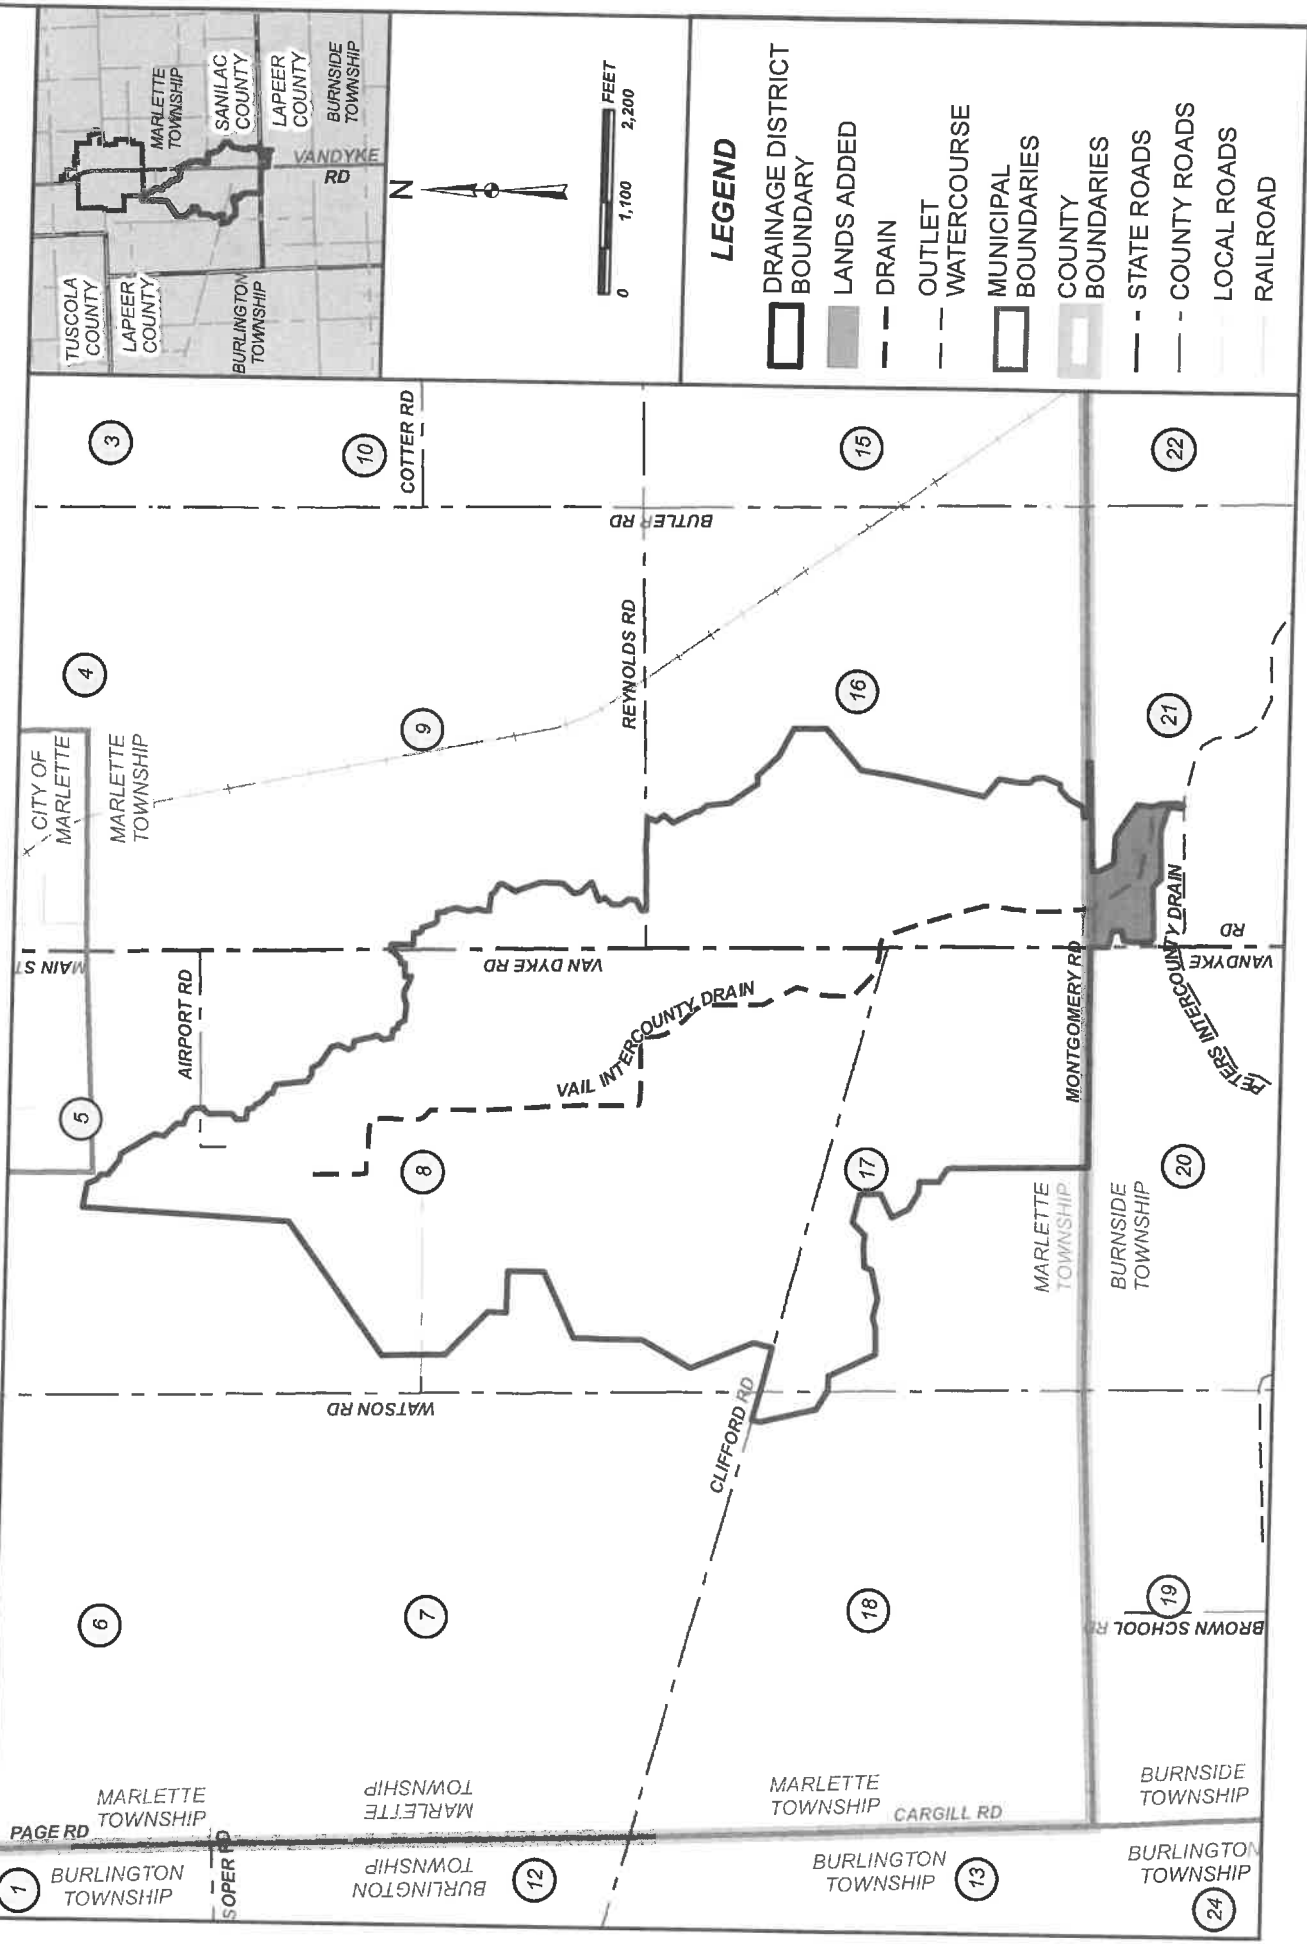 TUSCOLA
COUNTY
LAPEER
COUNTY
BURLINGTON
TOWNSHIP
MARLETTE
TOWNSHIP
SANILAC
COUNTY
LAPEER
COUNTY
BURNSIDE
TOWNSHIP
VANDYKE
RD
N
0
1,100
2,200
FEET
LEGEND
DRAINAGE DISTRICT
BOUNDARY
LANDS ADDED
DRAIN
OUTLET
WATERCOURSE
MUNICIPAL
BOUNDARIES
COUNTY
BOUNDARIES
STATE ROADS
COUNTY ROADS
LOCAL ROADS
RAILROAD
1
6
5
4
3
PAGE RD
BURLINGTON
TOWNSHIP
MARLETTE
TOWNSHIP
SOPER RD
MAIN ST
CITY OF
MARLETTE
MARLETTE
TOWNSHIP
AIRPORT RD
12
7
8
9
10
COTTER RD
BURLINGTON
TOWNSHIP
MARLETTE
TOWNSHIP
WATSON RD
VAN DYKE RD
BUTLER RD
REYNOLDS RD
VAIL INTERCOUNTY DRAIN
CLIFFORD RD
13
18
17
16
15
BURLINGTON
TOWNSHIP
MARLETTE
TOWNSHIP
CARGILL RD
MARLETTE
TOWNSHIP
MONTGOMERY RD
BURNSIDE
TOWNSHIP
24
19
20
21
22
BURLINGTON
TOWNSHIP
BURNSIDE
TOWNSHIP
BROWN SCHOOL RD
PETERS INTERCOUNTY DRAIN
VANDYKE
RD